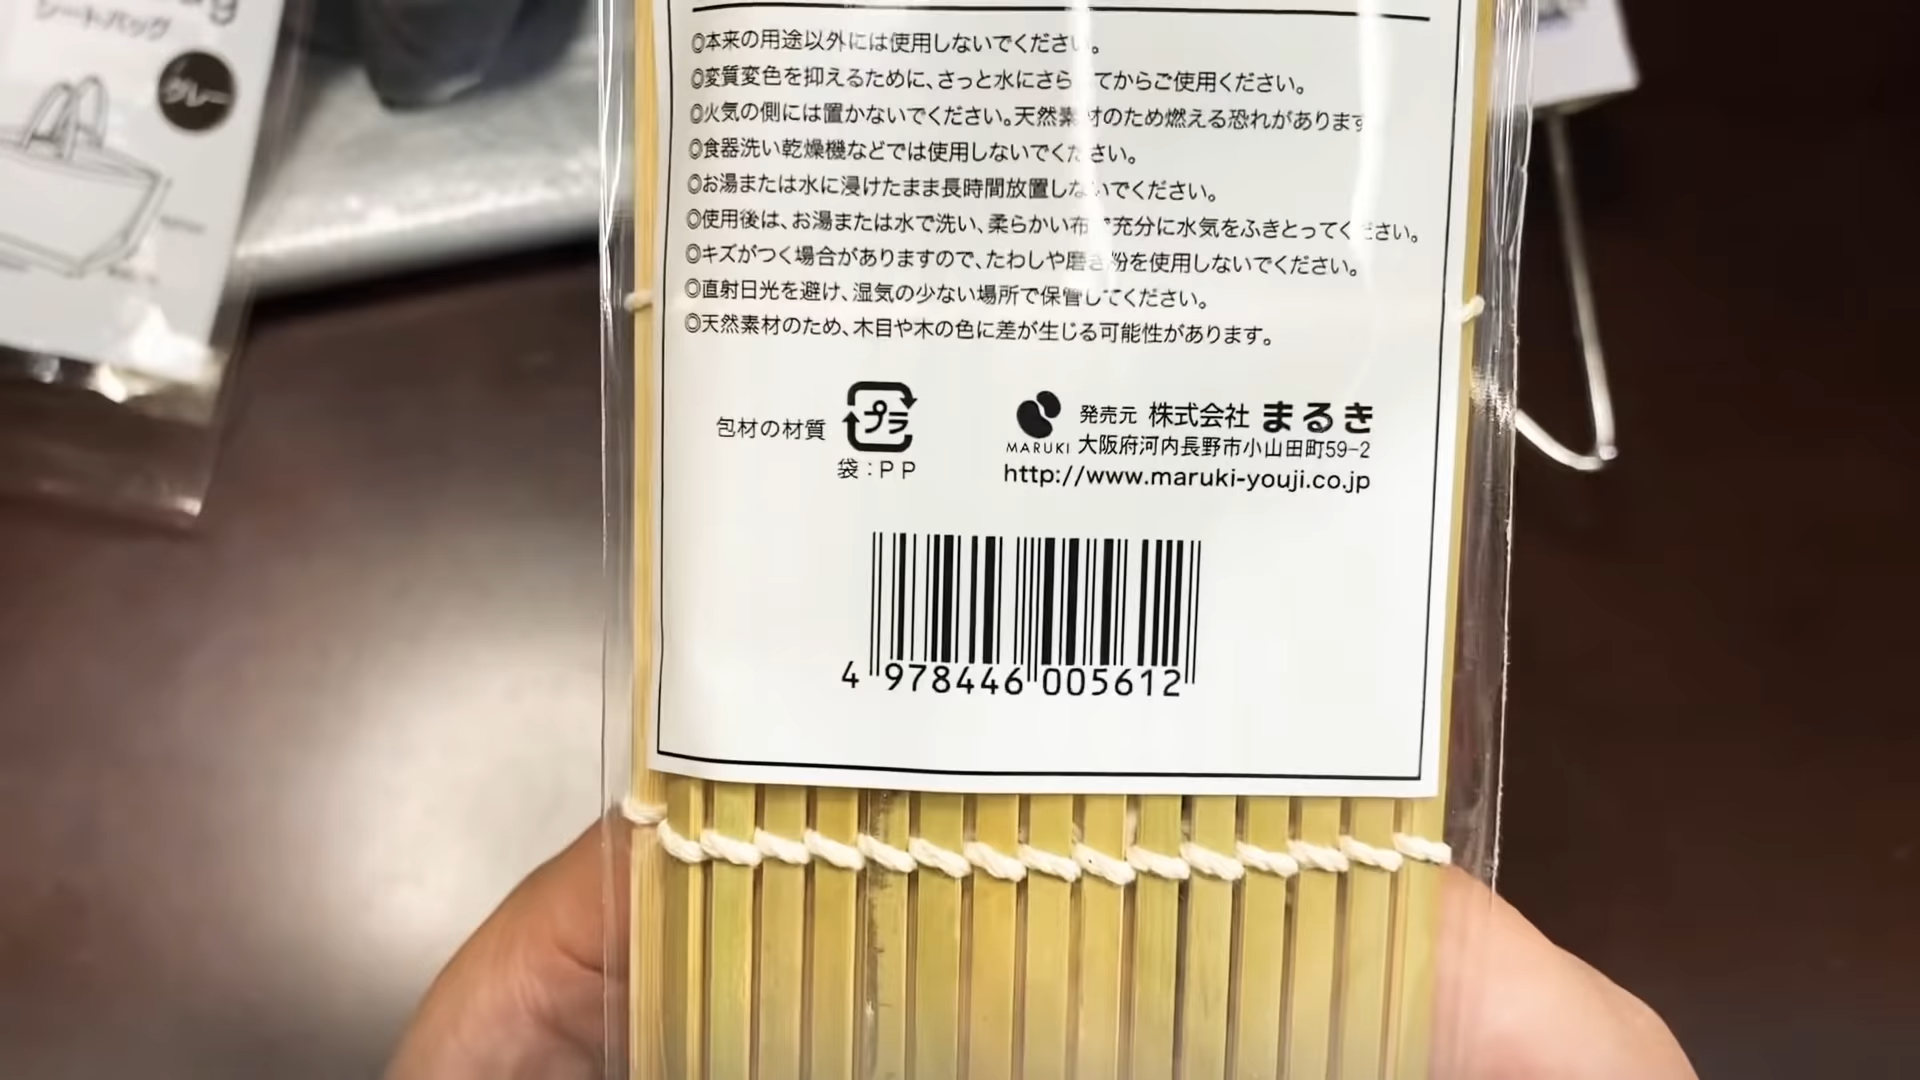 シートバッグ
グレー
◎本来の用途以外には使用しないでください。
◎変質変色を抑えるために、さっと水にさら てからご使用ください。
◎火気の側には置かないでください。天然素材のため燃える恐れがあります
◎食器洗い乾燥機などでは使用しないでください。
◎お湯または水に浸けたまま長時間放置しないでください。
◎使用後は、お湯または水で洗い、柔らかい布で充分に水気をふきとってください。
◎キズがつく場合がありますので、たわしや磨き粉を使用しないでください。
◎直射日光を避け、湿気の少ない場所で保管してください。
◎天然素材のため、木目や木の色に差が生じる可能性があります。
包材の材質 プラ
袋:PP
発売元 株式会社 まるき
MARUKI 大阪府河内長野市小山田町59-2
http://www.maruki-youji.co.jp
4 978446 005612